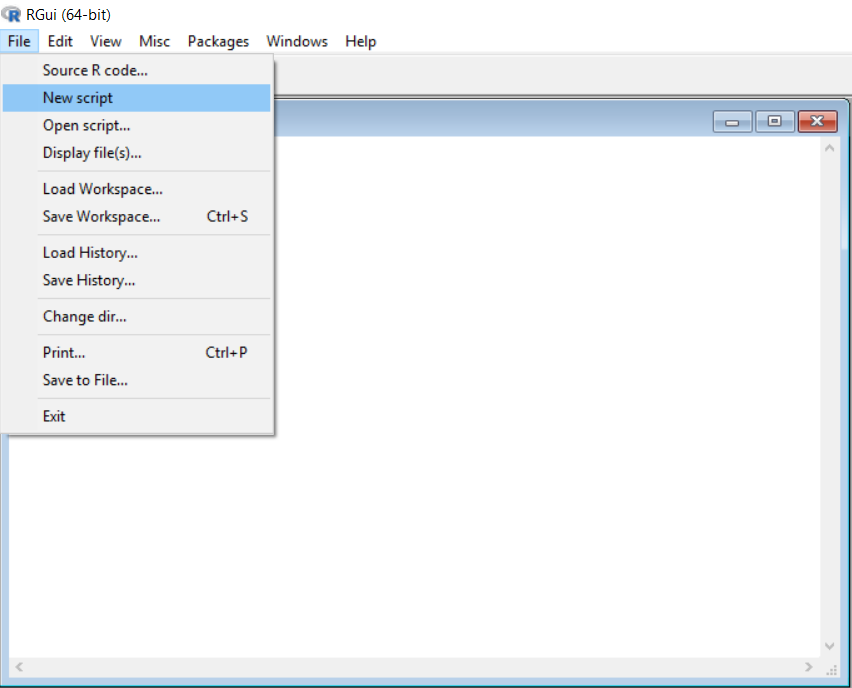 RGui (64-bit)
File Edit View Misc Packages Windows Help
Source R code...
New script
Open script...
Display file(s)...
Load Workspace...
Save Workspace... Ctrl+S
Load History...
Save History...
Change dir...
Print... Ctrl+P
Save to File...
Exit